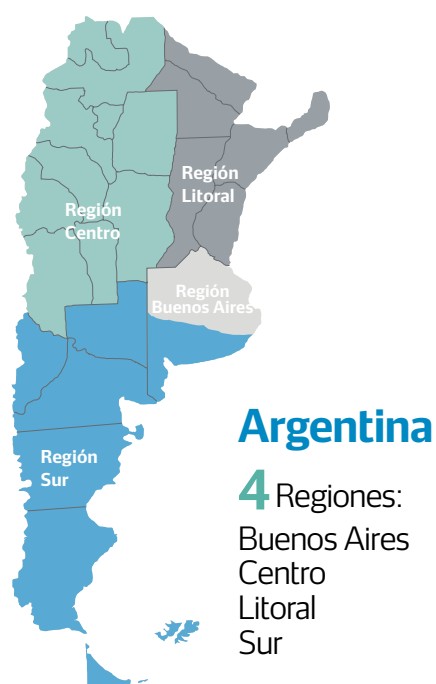 Región
Litoral
Región
Centro
Región
Buenos Aires
Región
Sur
Argentina
4 Regiones:
Buenos Aires
Centro
Litoral
Sur